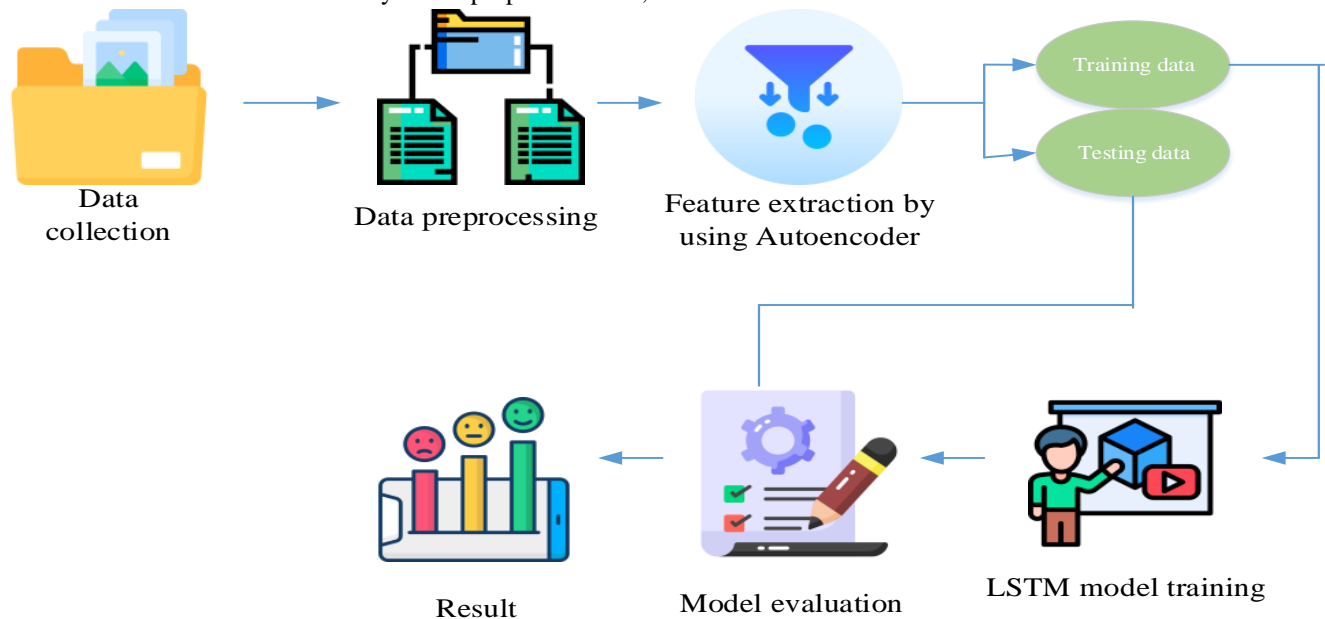 Training data
Testing data
Data
collection
Data preprocessing
Feature extraction by
using Autoencoder
Result
Model evaluation
LSTM model training